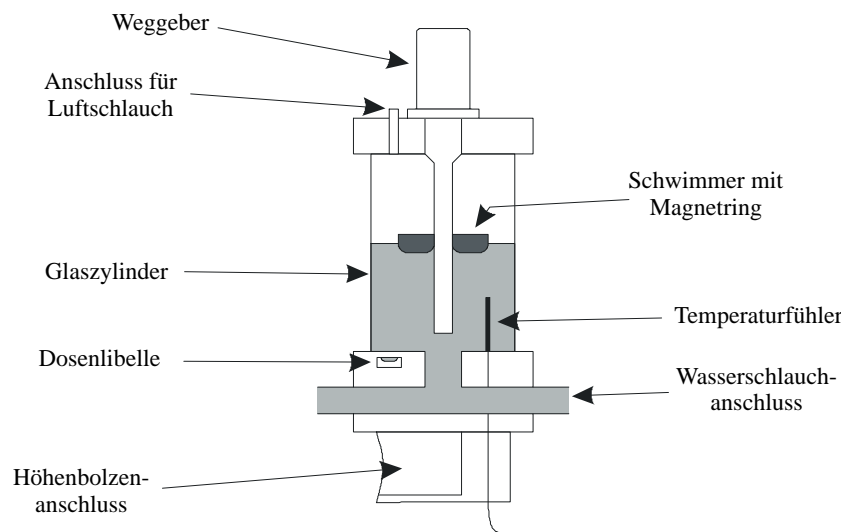 Weggeber
Anschluss für
Luftschlauch
Schwimmer mit
Magnetring
Glaszylinder
Temperaturfühler
Dosenlibelle
Wasserschlauch-
anschluss
Höhenbolzen-
anschluss